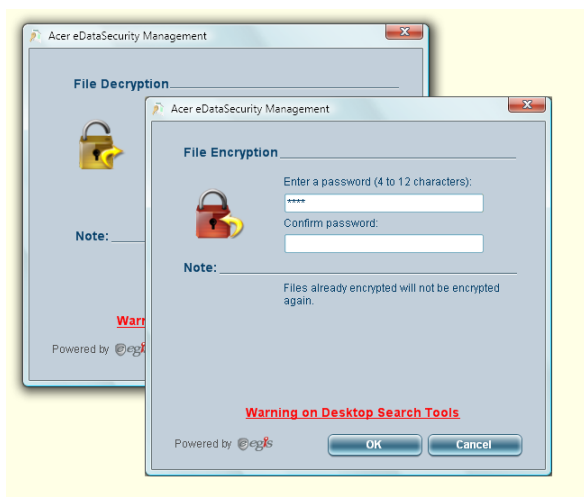 Acer eDataSecurity Management
File Decryption
Note:
Powered by egis
Acer eDataSecurity Management
File Encryption
Enter a password (4 to 12 characters):
****
Confirm password:
Note:
Files already encrypted will not be encrypted
again.
Warning on Desktop Search Tools
Powered by egis
OK
Cancel